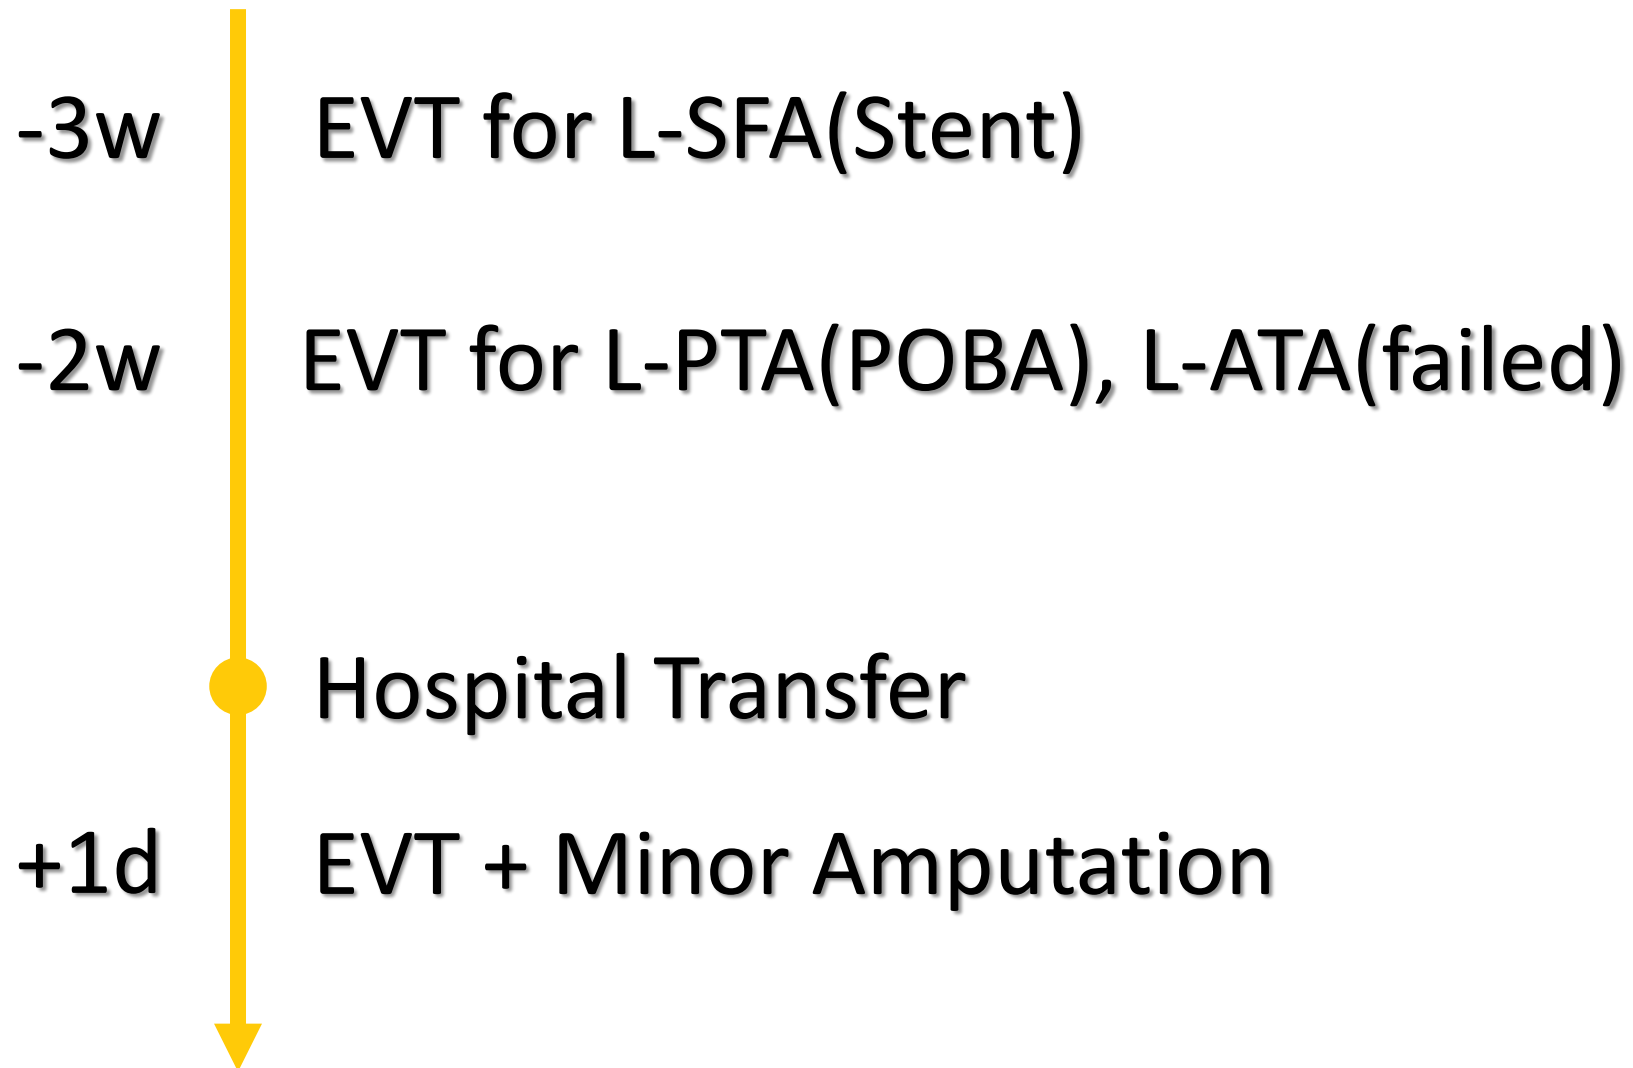 -3w EVT for L-SFA(Stent)
-2w EVT for L-PTA(POBA), L-ATA(failed)
Hospital Transfer
+1d EVT + Minor Amputation